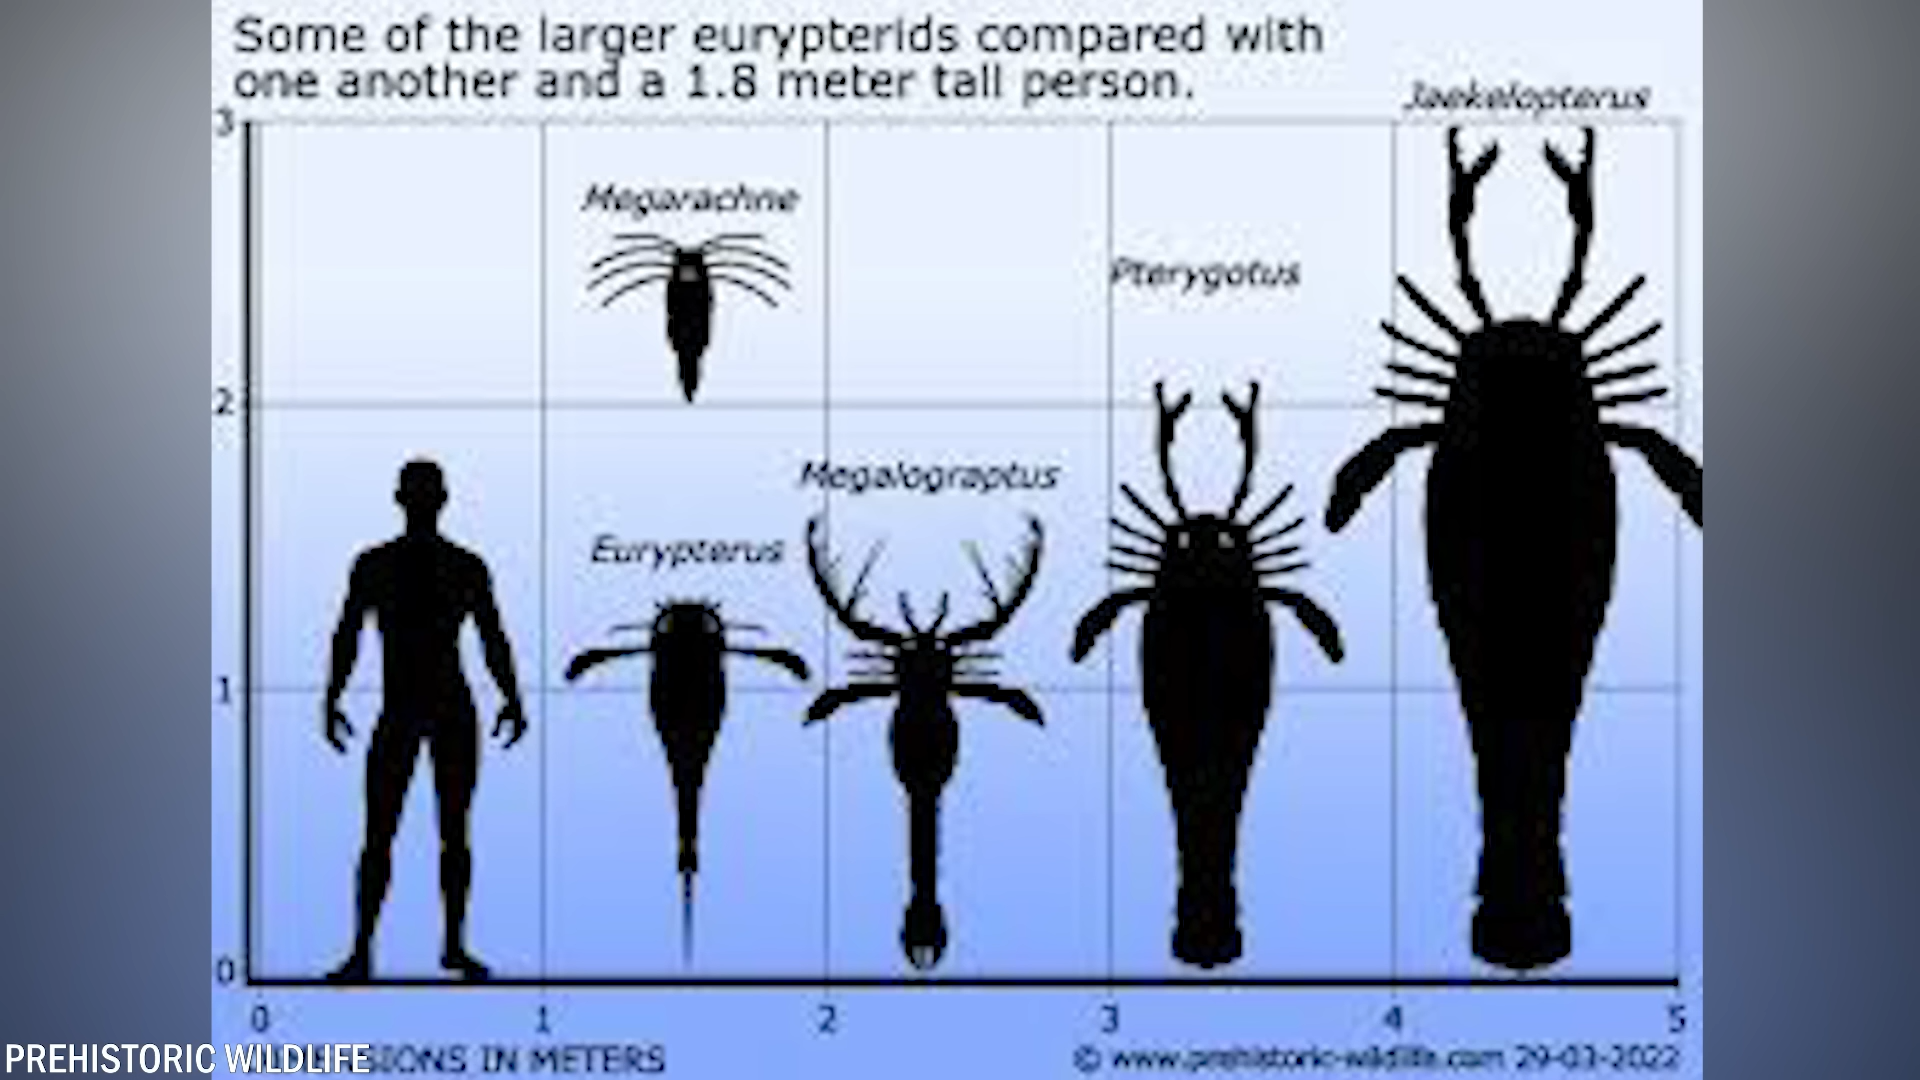 Some of the larger eurypterids compared with
one another and a 1.8 meter tall person.
Jaekelopterus
3
Megarachne
Pterygotus
2
Megalograptus
Eurypterus
1
0
0 1 2 3 4 5
IONS IN METERS
© www.prehistoric-wildlife.com 29-03-2022
PREHISTORIC WILDLIFE